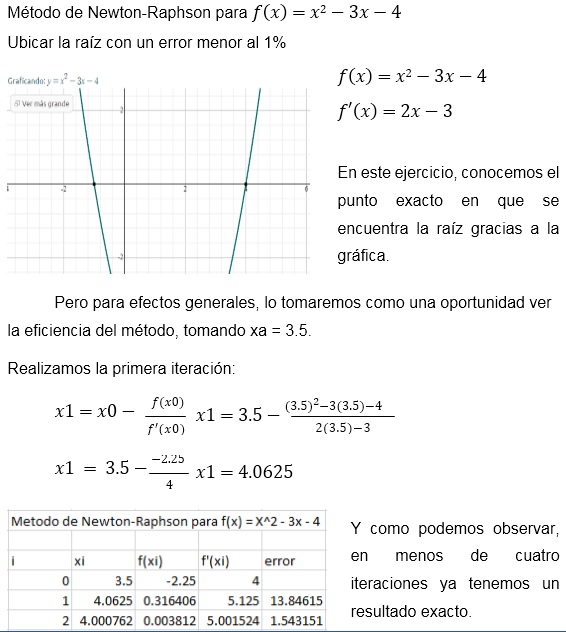 Método de Newton-Raphson para f(x) = x² − 3x − 4
Ubicar la raíz con un error menor al 1%
Graficando: y = x² − 3x − 4
Ver más grande
2
-2
2
6
-2
f(x) = x² − 3x − 4
f′(x) = 2x − 3
En este ejercicio, conocemos el
punto exacto en que se
encuentra la raíz gracias a la
gráfica.
Pero para efectos generales, lo tomaremos como una oportunidad ver
la eficiencia del método, tomando xa = 3.5.
Realizamos la primera iteración:
x1 = x0 − f(x0)/f′(x0) x1 = 3.5 − (3.5)²−3(3.5)−4/2(3.5)−3
x1 = 3.5 − −2.25/4 x1 = 4.0625
Metodo de Newton-Raphson para f(x) = X^2 - 3x - 4
i xi f(xi) f'(xi) error
0 3.5 -2.25 4
1 4.0625 0.316406 5.125 13.84615
2 4.000762 0.003812 5.001524 1.543151
Y como podemos observar,
en menos de cuatro
iteraciones ya tenemos un
resultado exacto.